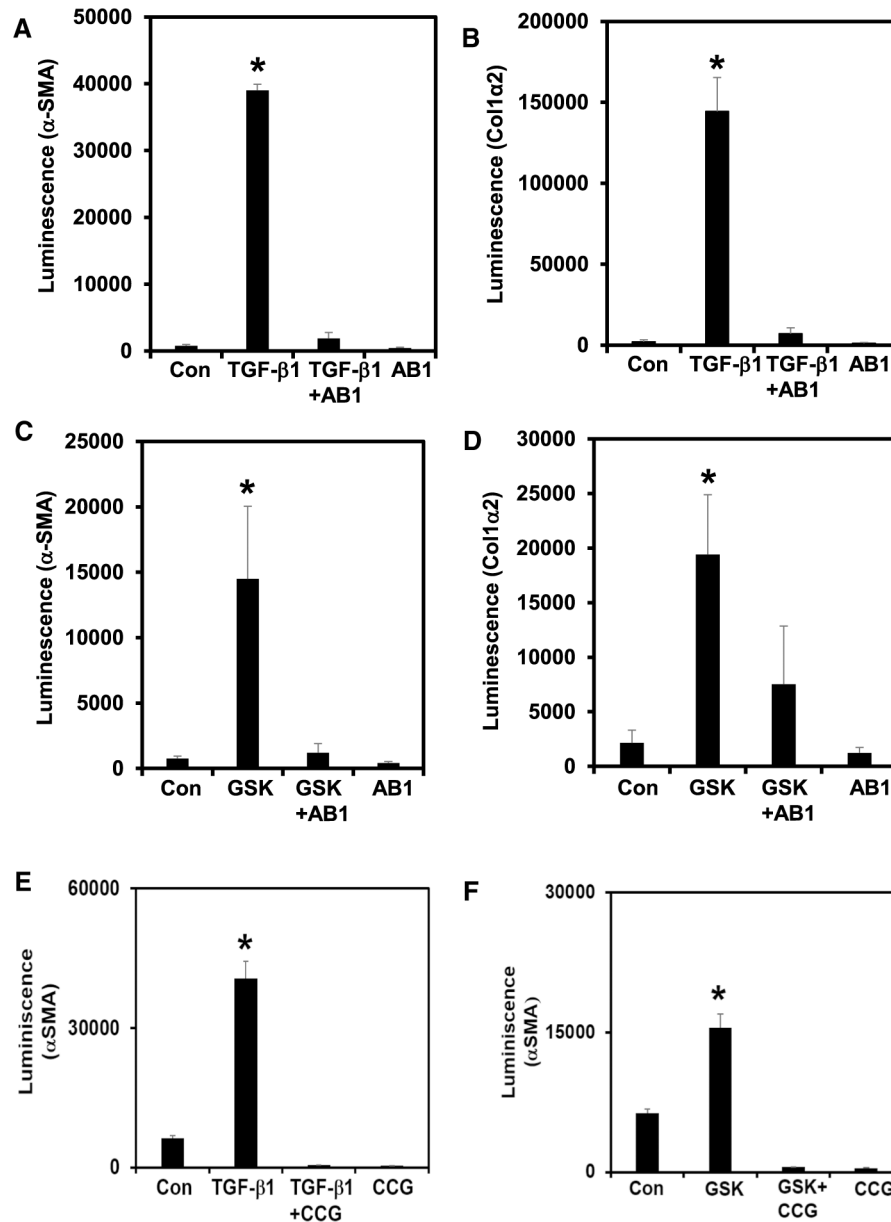 A
Luminescence (α-SMA)
50000
40000
30000
20000
10000
0
*
Con TGF-β1 TGF-β1 AB1
+AB1
B
Luminescence (Col1α2)
200000
150000
100000
50000
0
*
Con TGF-β1 TGF-β1 AB1
+AB1
C
Luminescence (α-SMA)
25000
20000
15000
10000
5000
0
*
Con GSK GSK AB1
+AB1
D
Luminescence (Col1α2)
30000
25000
20000
15000
10000
5000
0
*
Con GSK GSK AB1
+AB1
E
Luminiscence
(αSMA)
60000
30000
0
*
Con TGF-β1 TGF-β1 CCG
+CCG
F
Luminiscence
(αSMA)
30000
15000
0
*
Con GSK GSK+ CCG
CCG